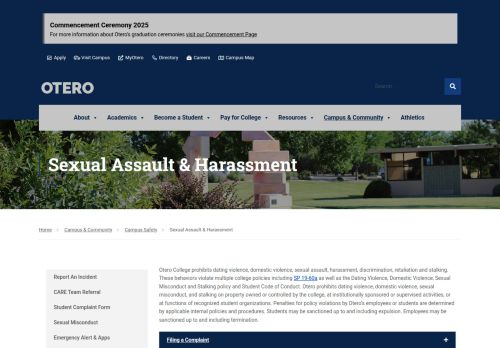 Commencement Ceremony 2025
For more information about Otero's graduation ceremonies visit our Commencement Page
Apply Visit Campus MyOtero Directory Careers Campus Map
OTERO
Search
About Academics Become a Student Pay for College Resources Campus & Community Athletics
Sexual Assault & Harassment
Home Campus & Community Campus Safety Sexual Assault & Harassment
Report An Incident
CARE Team Referral
Student Complaint Form
Sexual Misconduct
Emergency Alert & Apps
Otero College prohibits dating violence, domestic violence, sexual assault, harassment, discrimination, retaliation and stalking.
These behaviors violate multiple college policies including SP 19-60a as well as the Dating Violence, Domestic Violence, Sexual
Misconduct and Stalking policy and Student Code of Conduct. Otero prohibits dating violence, domestic violence, sexual
misconduct, and stalking on property owned or controlled by the college, at institutionally sponsored or supervised activities, or
at functions of recognized student organizations. Penalties for policy violations by Otero's employees or students are determined
by applicable internal policies and procedures. Students may be sanctioned up to and including expulsion. Employees may be
sanctioned up to and including termination.
Filing a Complaint